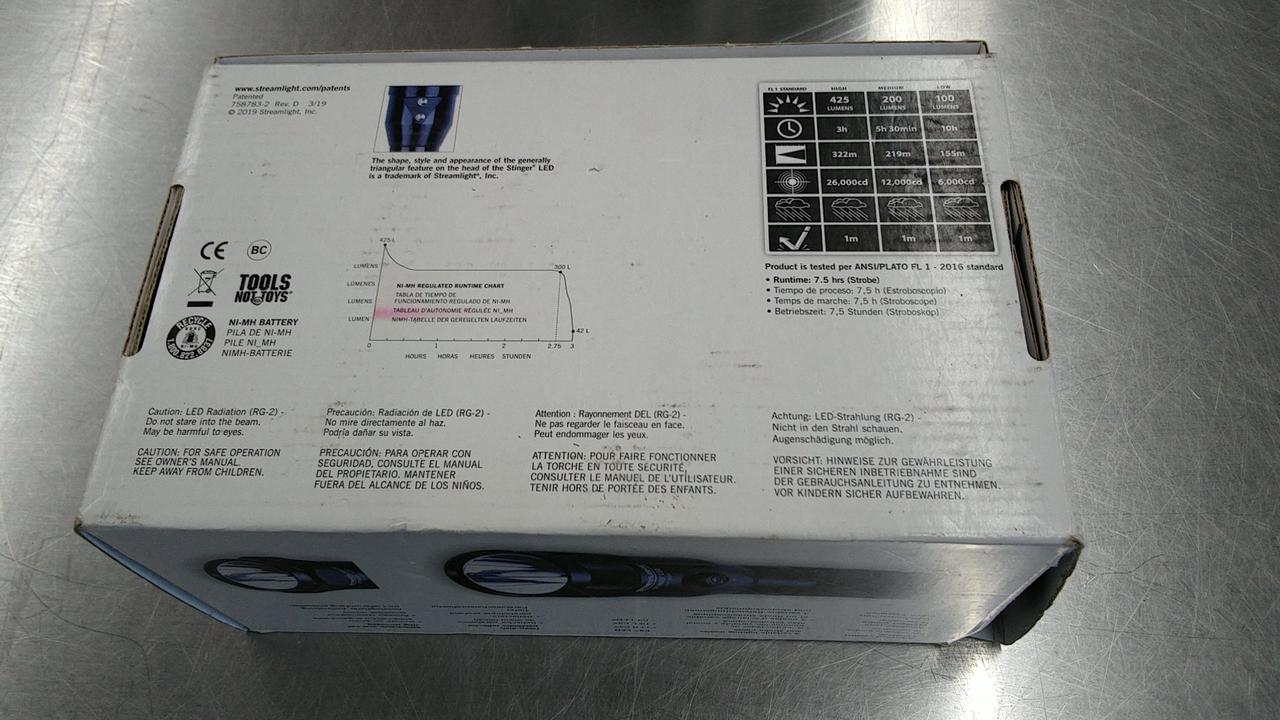 www.streamlight.com/patents
Patented
758783-2 Rev. D 3/19
© 2019 Streamlight, Inc.
The shape, style and appearance of the generally
triangular feature on the head of the Stinger® LED
is a trademark of Streamlight®, Inc.
FL 1 STANDARD HIGH MEDIUM LOW
425 LUMENS 200 LUMENS 100 LUMENS
3h 5h 30min 10h
322m 219m 155m
26,000cd 12,000cd 6,000cd
1m 1m 1m
Product is tested per ANSI/PLATO FL 1 - 2016 standard
• Runtime: 7.5 hrs (Strobe)
• Tiempo de proceso: 7,5 h (Estroboscopio)
• Temps de marche: 7,5 h (Stroboscope)
• Betriebszeit: 7,5 Stunden (Stroboskop)
CE BC
TOOLS
NOT TOYS®
RECYCLE
1.800.822.8837
NI-MH BATTERY
PILA DE NI-MH
PILE NI_MH
NIMH-BATTERIE
425 L
LUMENS
300 L
LÚMENES
LUMENS
LUMEN
NI-MH REGULATED RUNTIME CHART
TABLA DE TIEMPO DE
FUNCIONAMIENTO REGULADO DE NI-MH
TABLEAU D'AUTONOMIE RÉGULÉE NI_MH
NIMH-TABELLE DER GEREGELTEN LAUFZEITEN
42 L
0 1 2 2.75 3
HOURS HORAS HEURES STUNDEN
Caution: LED Radiation (RG-2) -
Do not stare into the beam.
May be harmful to eyes.
CAUTION: FOR SAFE OPERATION
SEE OWNER'S MANUAL.
KEEP AWAY FROM CHILDREN.
Precaución: Radiación de LED (RG-2) -
No mire directamente al haz.
Podría dañar su vista.
PRECAUCIÓN: PARA OPERAR CON
SEGURIDAD, CONSULTE EL MANUAL
DEL PROPIETARIO. MANTENER
FUERA DEL ALCANCE DE LOS NIÑOS.
Attention : Rayonnement DEL (RG-2) -
Ne pas regarder le faisceau en face.
Peut endommager les yeux.
ATTENTION: POUR FAIRE FONCTIONNER
LA TORCHE EN TOUTE SÉCURITÉ,
CONSULTER LE MANUEL DE L'UTILISATEUR.
TENIR HORS DE PORTÉE DES ENFANTS.
Achtung: LED-Strahlung (RG-2) -
Nicht in den Strahl schauen.
Augenschädigung möglich.
VORSICHT: HINWEISE ZUR GEWÄHRLEISTUNG
EINER SICHEREN INBETRIEBNAHME SIND
DER GEBRAUCHSANLEITUNG ZU ENTNEHMEN.
VOR KINDERN SICHER AUFBEWAHREN.